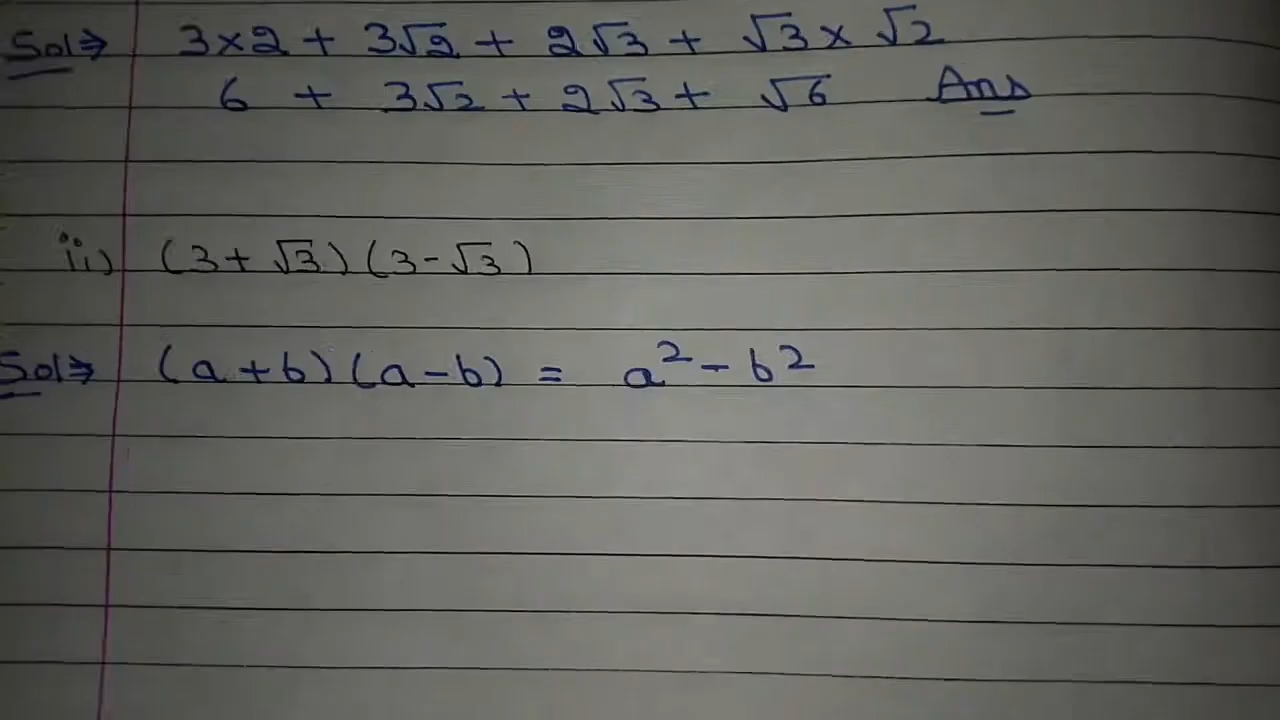 Sol⇒ 3×2 + 3√2 + 2√3 + √3 × √2
6 + 3√2 + 2√3 + √6 Ans
ii) (3+√3)(3-√3)
Sol⇒ (a+b)(a-b) = a² - b²